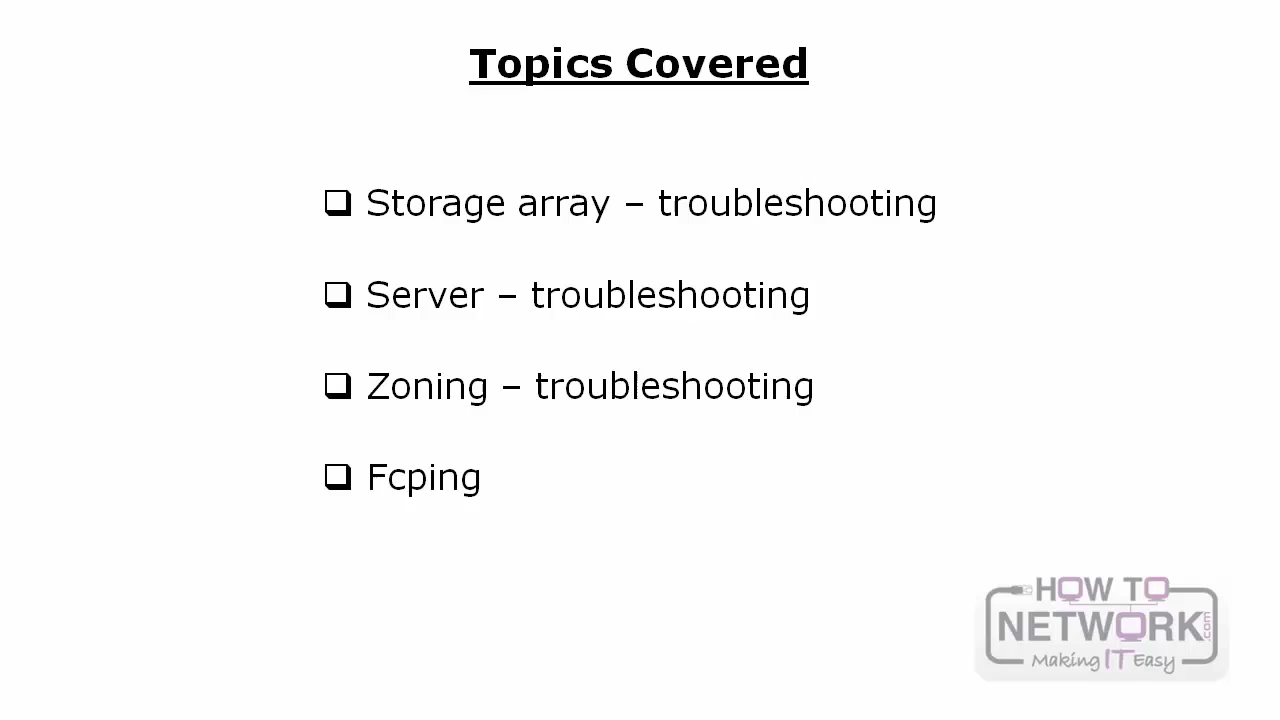 Topics Covered
❑ Storage array – troubleshooting
❑ Server – troubleshooting
❑ Zoning – troubleshooting
❑ Fcping
HOW TO
NETWORK.com
Making IT Easy